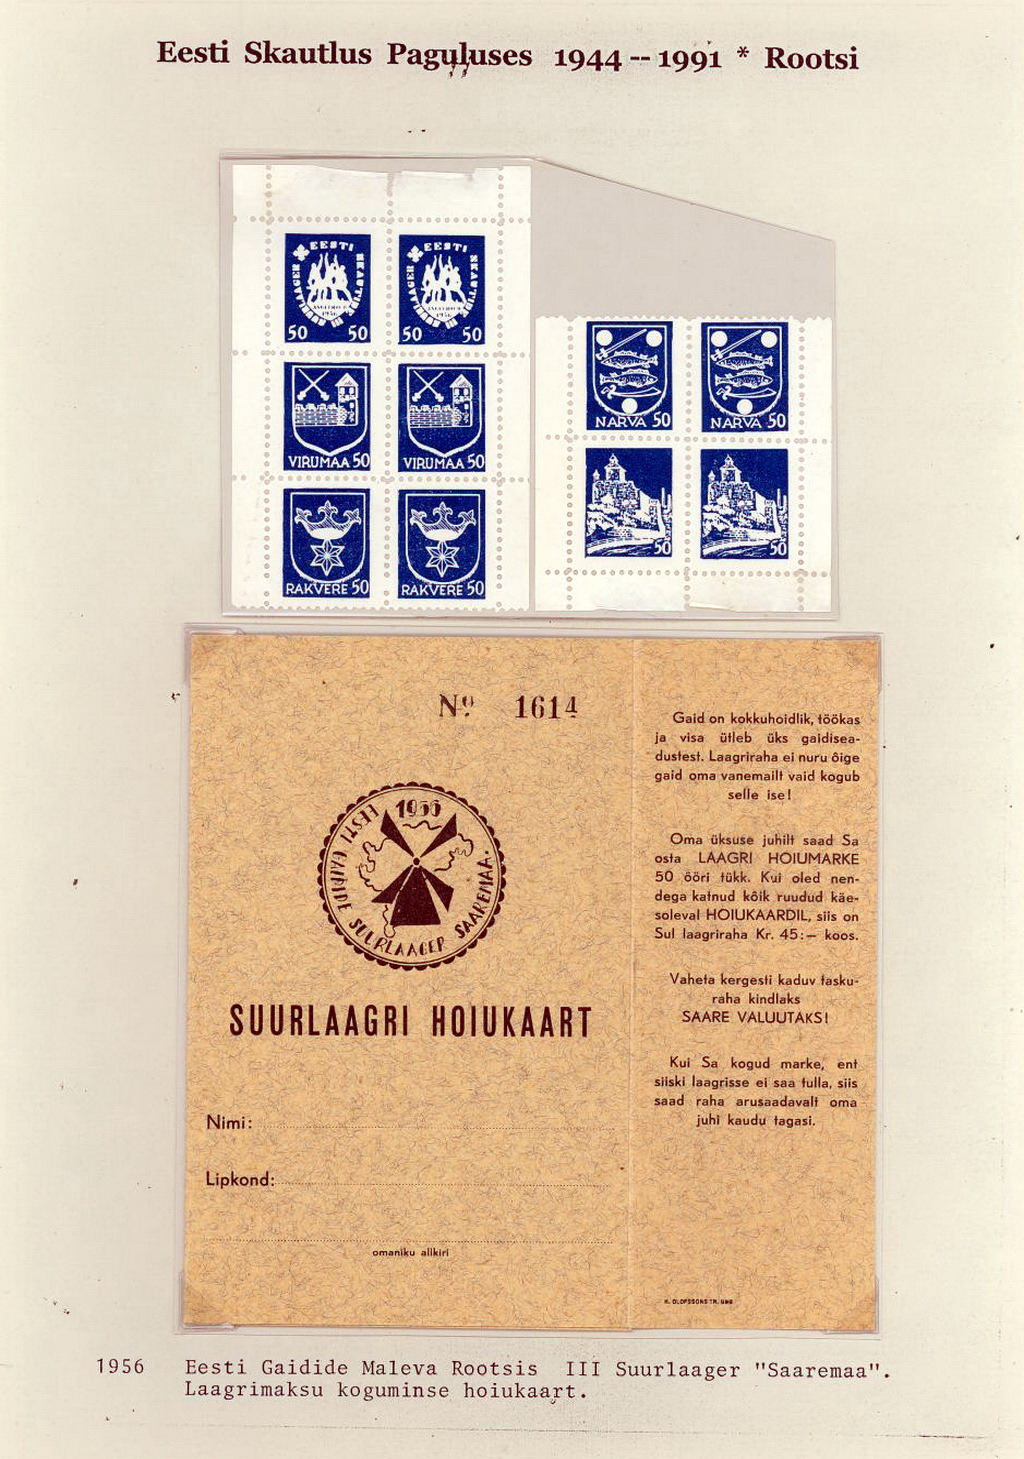 Eesti Skautlus Paguluses 1944 -- 1991 * Rootsi
EESTI SKAUTIDE
50 50
EESTI SKAUTIDE
50 50
VIRUMAA 50
VIRUMAA 50
RAKVERE 50
RAKVERE 50
NARVA 50
NARVA 50
50
50
No 1614
1956
EESTI GAIDIDE SUURLAAGER SAAREMAA.
SUURLAAGRI HOIUKAART
Nimi:
Lipkond:
omaniku allkiri
Gaid on kokkuhoidlik, töökas
ja visa ütleb üks gaidisea-
dustest. Laagriraha ei nuru õige
gaid oma vanemailt vaid kogub
selle ise!
Oma üksuse juhilt saad Sa
osta LAAGRI HOIUMARKE
50 ööri tükk. Kui oled nen-
dega katnud kõik ruudud käe-
soleval HOIUKAARDIL, siis on
Sul laagriraha Kr. 45:— koos.
Vaheta kergesti kaduv tasku-
raha kindlaks
SAARE VALUUTAKS!
Kui Sa kogud marke, ent
siiski laagrisse ei saa tulla, siis
saad raha arusaadavalt oma
juhi kaudu tagasi.
K. OLOFSSONS TR. UHS
1956 Eesti Gaidide Maleva Rootsis III Suurlaager "Saaremaa".
Laagrimaksu koguminse hoiukaart.